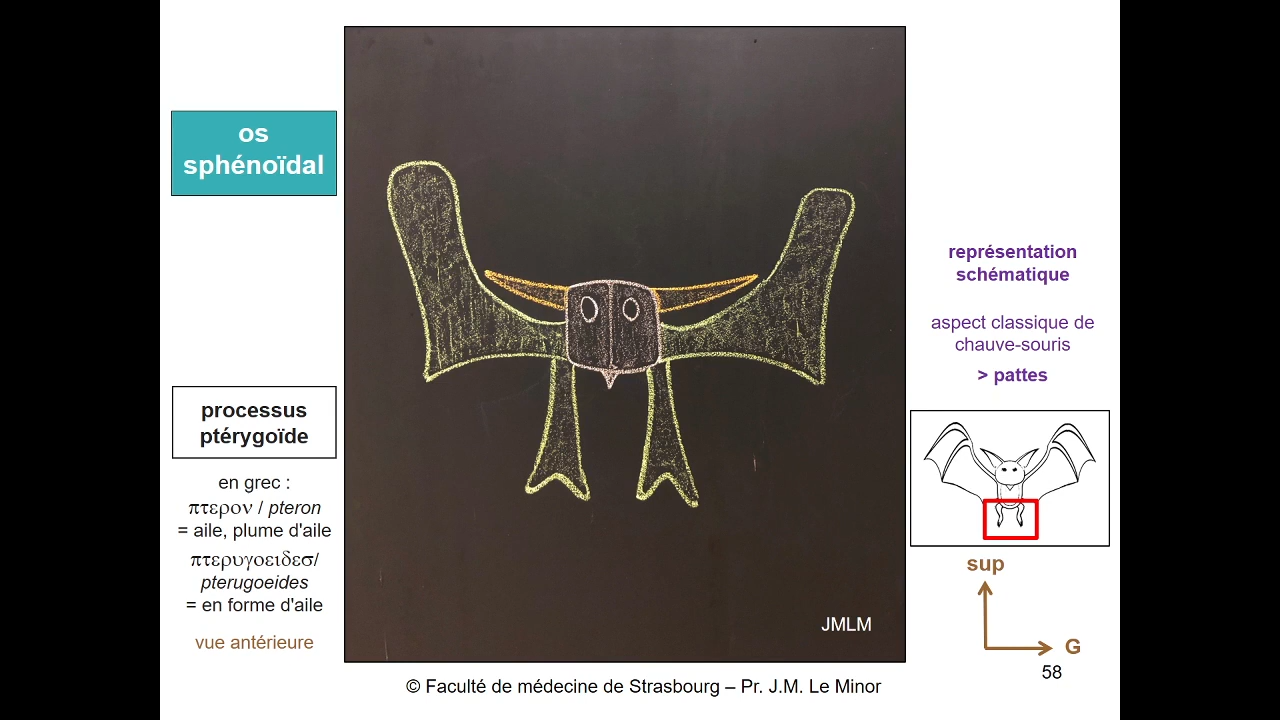 os
sphénoïdal
processus
ptérygoïde
en grec :
πτερον / pteron
= aile, plume d'aile
πτερυγοειδεσ/
pterugoeides
= en forme d'aile
vue antérieure
JMLM
représentation
schématique
aspect classique de
chauve-souris
> pattes
sup
G
58
© Faculté de médecine de Strasbourg – Pr. J.M. Le Minor